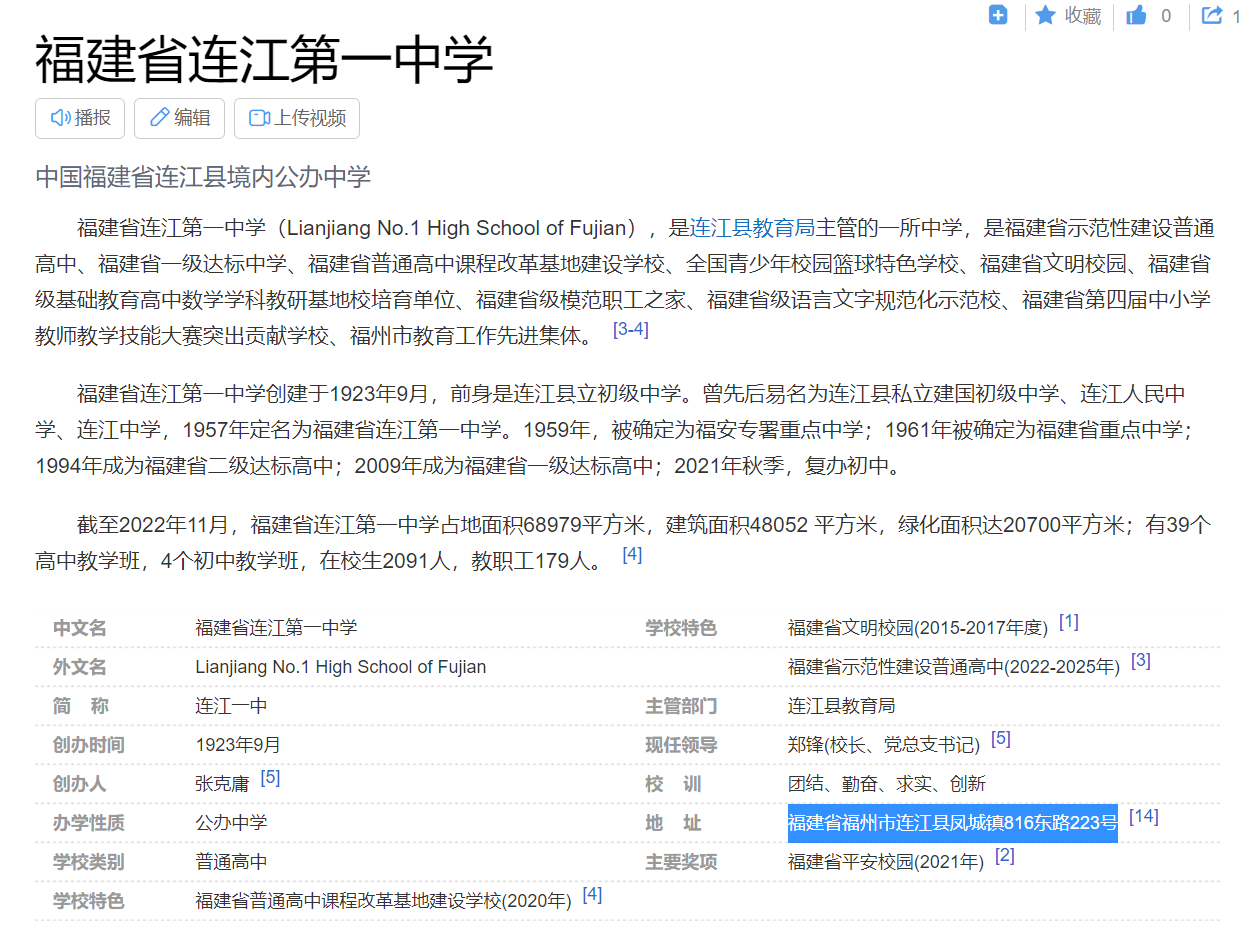 收藏 0 1
福建省连江第一中学
播报 编辑 上传视频
中国福建省连江县境内公办中学
福建省连江第一中学（Lianjiang No.1 High School of Fujian），是连江县教育局主管的一所中学，是福建省示范性建设普通
高中、福建省一级达标中学、福建省普通高中课程改革基地建设学校、全国青少年校园篮球特色学校、福建省文明校园、福建省
级基础教育高中数学学科教研基地校培育单位、福建省级模范职工之家、福建省级语言文字规范化示范校、福建省第四届中小学
教师教学技能大赛突出贡献学校、福州市教育工作先进集体。 [3-4]
福建省连江第一中学创建于1923年9月，前身是连江县立初级中学。曾先后易名为连江县私立建国初级中学、连江人民中
学、连江中学，1957年定名为福建省连江第一中学。1959年，被确定为福安专署重点中学；1961年被确定为福建省重点中学；
1994年成为福建省二级达标高中；2009年成为福建省一级达标高中；2021年秋季，复办初中。
截至2022年11月，福建省连江第一中学占地面积68979平方米，建筑面积48052 平方米，绿化面积达20700平方米；有39个
高中教学班，4个初中教学班，在校生2091人，教职工179人。 [4]
中文名 福建省连江第一中学 学校特色 福建省文明校园(2015-2017年度) [1]
外文名 Lianjiang No.1 High School of Fujian 福建省示范性建设普通高中(2022-2025年) [3]
简 称 连江一中 主管部门 连江县教育局
创办时间 1923年9月 现任领导 郑锋(校长、党总支书记) [5]
创办人 张克庸 [5] 校 训 团结、勤奋、求实、创新
办学性质 公办中学 地 址 福建省福州市连江县凤城镇816东路223号 [14]
学校类别 普通高中 主要奖项 福建省平安校园(2021年) [2]
学校特色 福建省普通高中课程改革基地建设学校(2020年) [4]